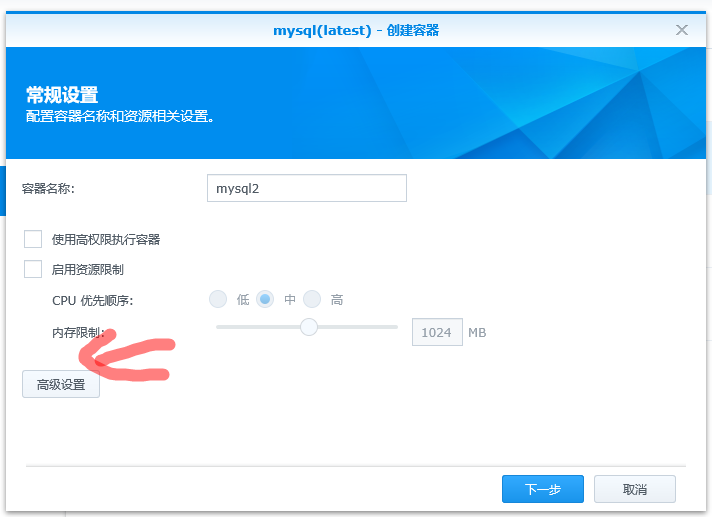 mysql(latest) - 创建容器
常规设置
配置容器名称和资源相关设置。
容器名称:
mysql2
使用高权限执行容器
启用资源限制
CPU 优先顺序:
低 中 高
内存限制:
1024 MB
高级设置
下一步 取消